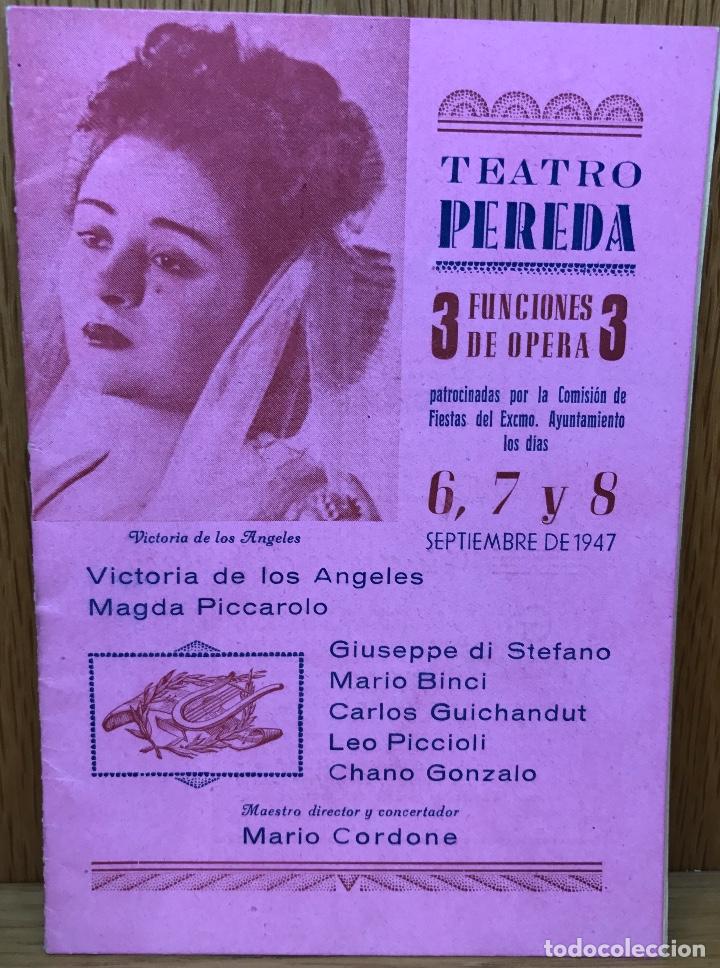 TEATRO
PEREDA
3 FUNCIONES DE OPERA 3
patrocinadas por la Comisión de
Fiestas del Excmo. Ayuntamiento
los dias
6, 7 y 8
SEPTIEMBRE DE 1947
Victoria de los Angeles
Victoria de los Angeles
Magda Piccarolo
Giuseppe di Stefano
Mario Binci
Carlos Guichandut
Leo Piccioli
Chano Gonzalo
Maestro director y concertador
Mario Cordone
todocoleccion